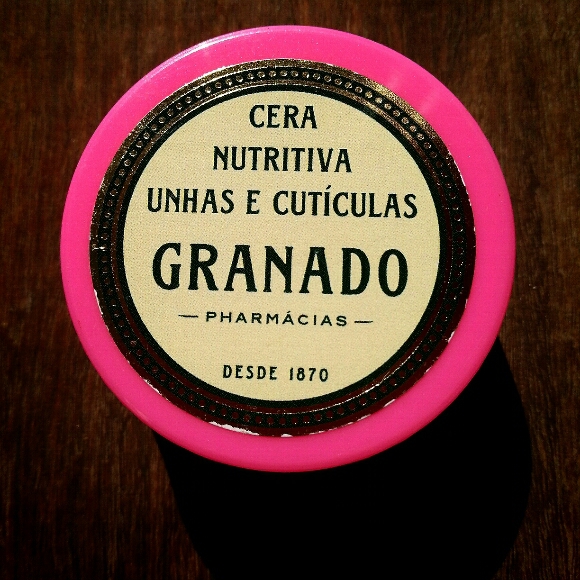 CERA
NUTRITIVA
UNHAS E CUTÍCULAS
GRANADO
— PHARMÁCIAS —
DESDE 1870